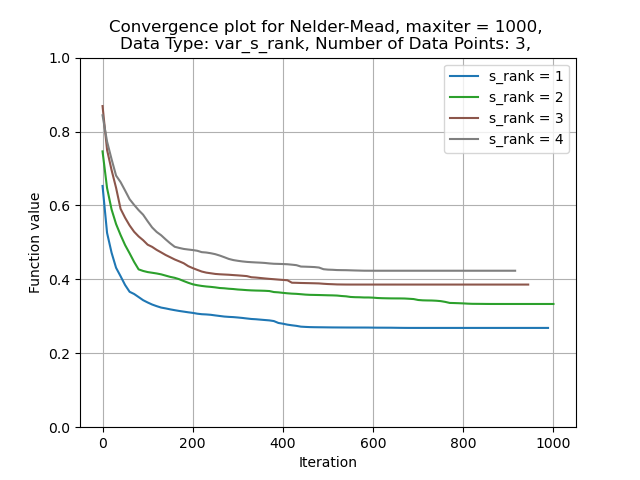 Convergence plot for Nelder-Mead, maxiter = 1000,
Data Type: var_s_rank, Number of Data Points: 3,
1.0
0.8
0.6
0.4
0.2
0.0
Function value
s_rank = 1
s_rank = 2
s_rank = 3
s_rank = 4
0 200 400 600 800 1000
Iteration